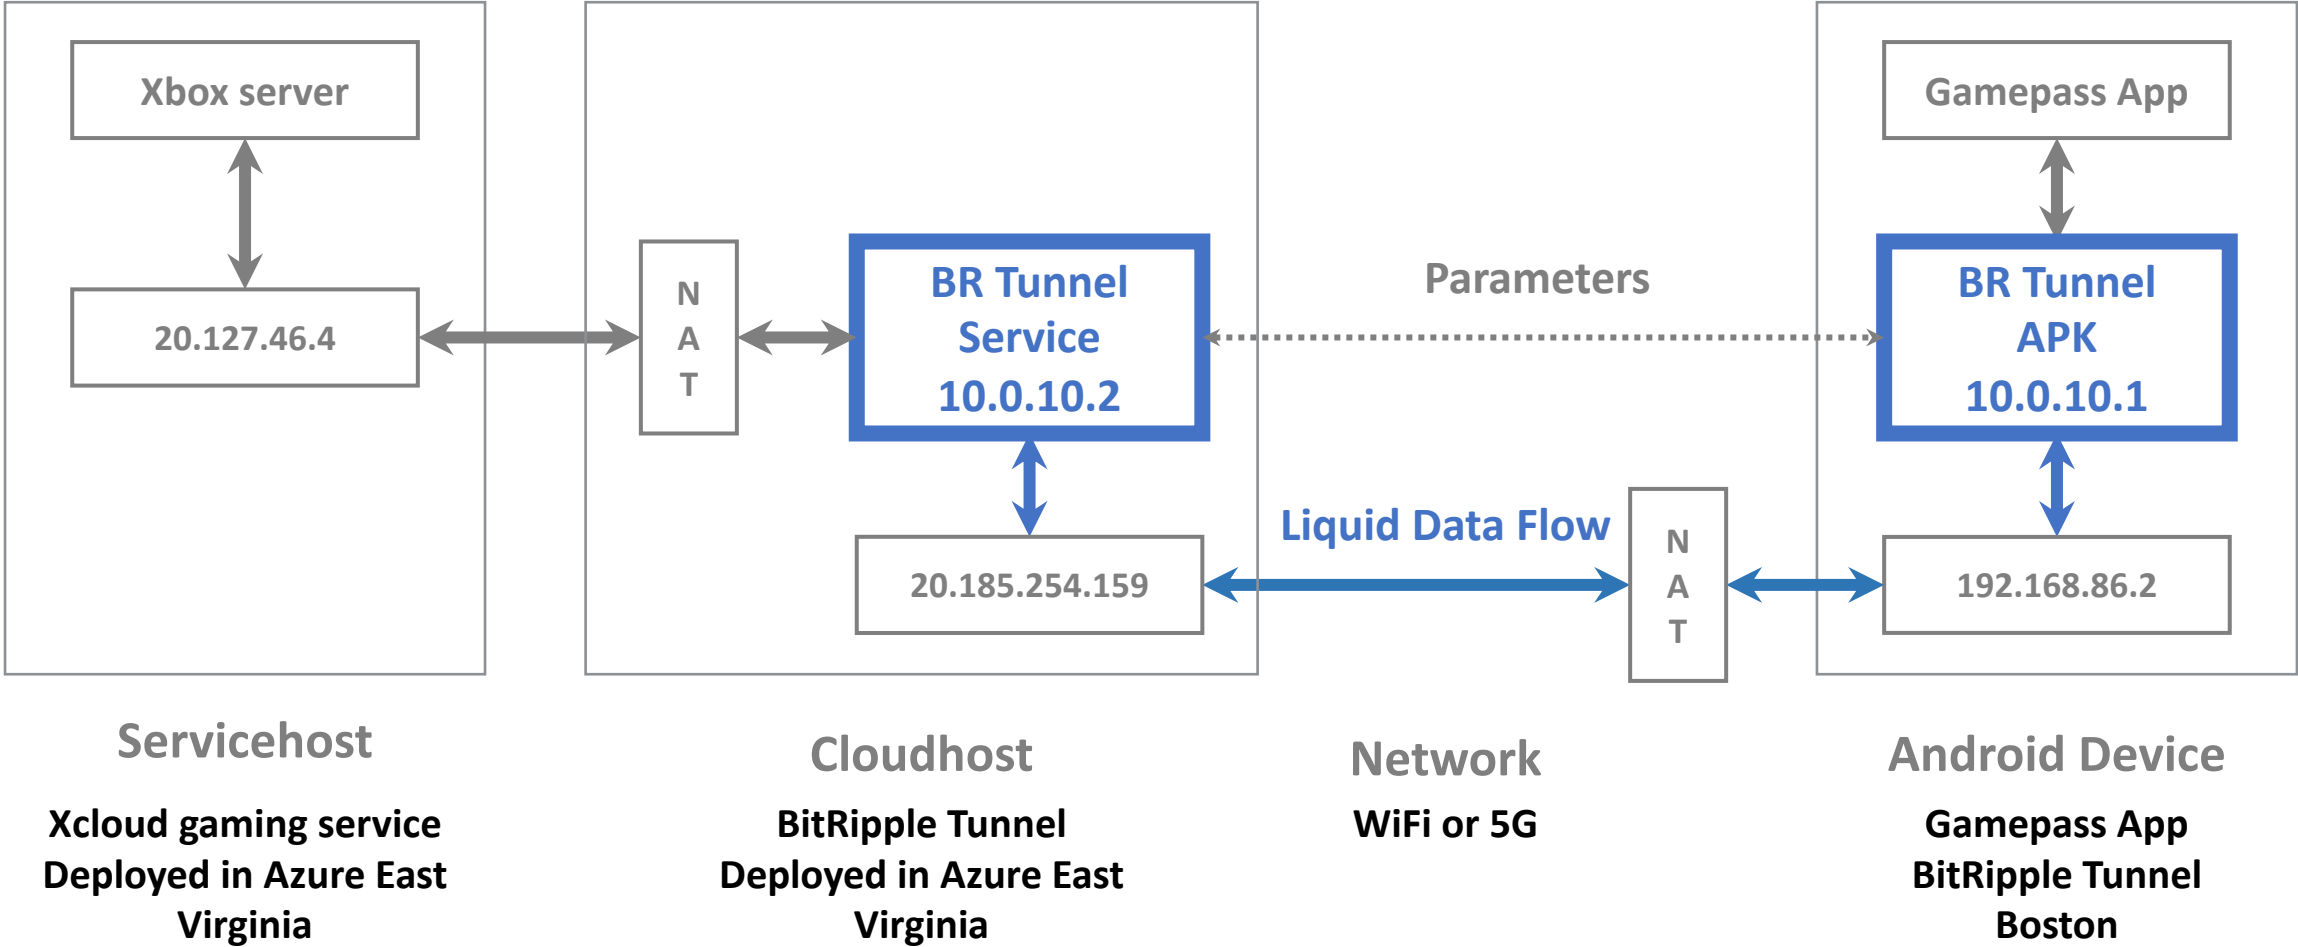 Xbox server
Gamepass App
20.127.46.4
N
A
T
BR Tunnel
Service
10.0.10.2
Parameters
BR Tunnel
APK
10.0.10.1
20.185.254.159
Liquid Data Flow
N
A
T
192.168.86.2
Servicehost
Xcloud gaming service
Deployed in Azure East
Virginia
Cloudhost
BitRipple Tunnel
Deployed in Azure East
Virginia
Network
WiFi or 5G
Android Device
Gamepass App
BitRipple Tunnel
Boston